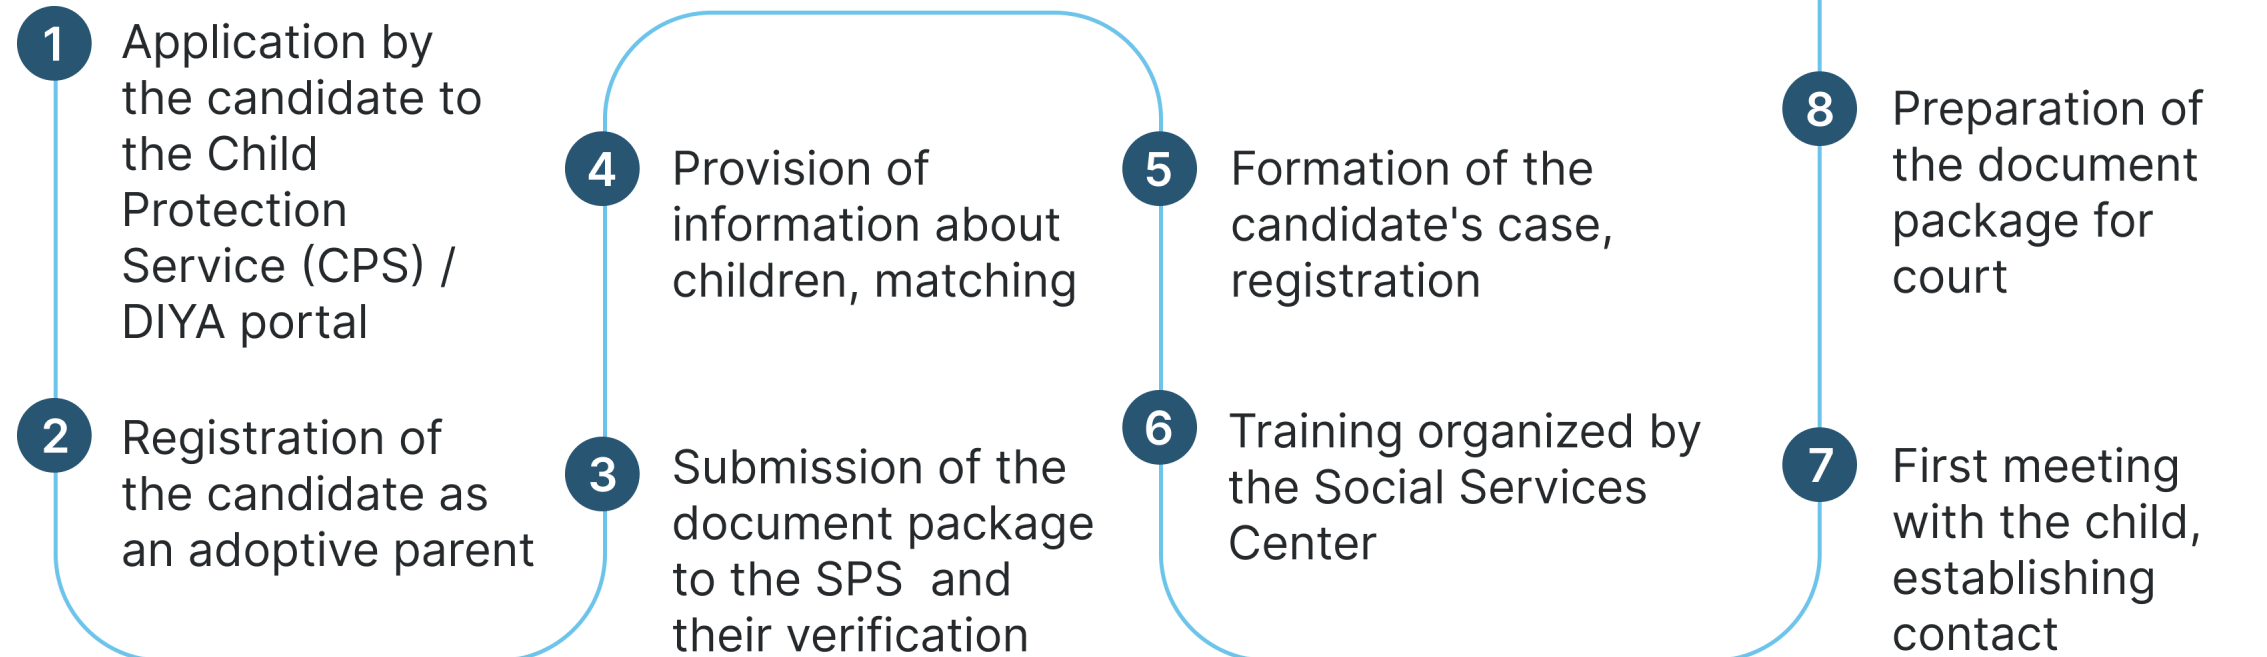 1
Application by
the candidate to
the Child
Protection
Service (CPS) /
DIYA portal
2
Registration of
the candidate as
an adoptive parent
3
Submission of the
document package
to the SPS  and
their verification
4
Provision of
information about
children, matching
5
Formation of the
candidate's case,
registration
6
Training organized by
the Social Services
Center
7
First meeting
with the child,
establishing
contact
8
Preparation of
the document
package for
court